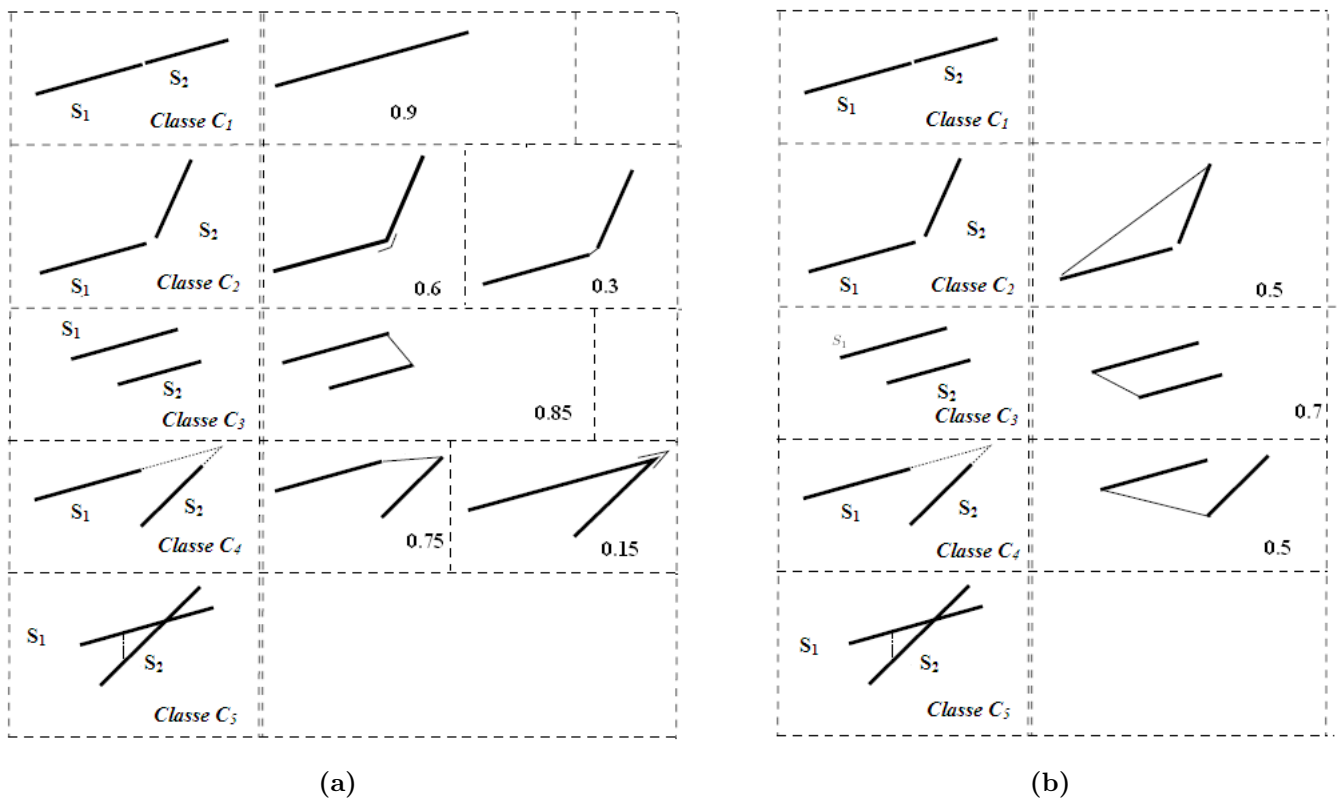 S₂
S₁
0.9
Classe C₁
S₂
S₁
Classe C₂
0.6
0.3
S₁
S₂
Classe C₃
0.85
S₁
S₂
Classe C₄
0.75
0.15
S₁
S₂
Classe C₅
(a)
S₂
S₁
Classe C₁
S₂
S₁
Classe C₂
0.5
S₁
S₂
Classe C₃
0.7
S₁
S₂
Classe C₄
0.5
S₁
S₂
Classe C₅
(b)